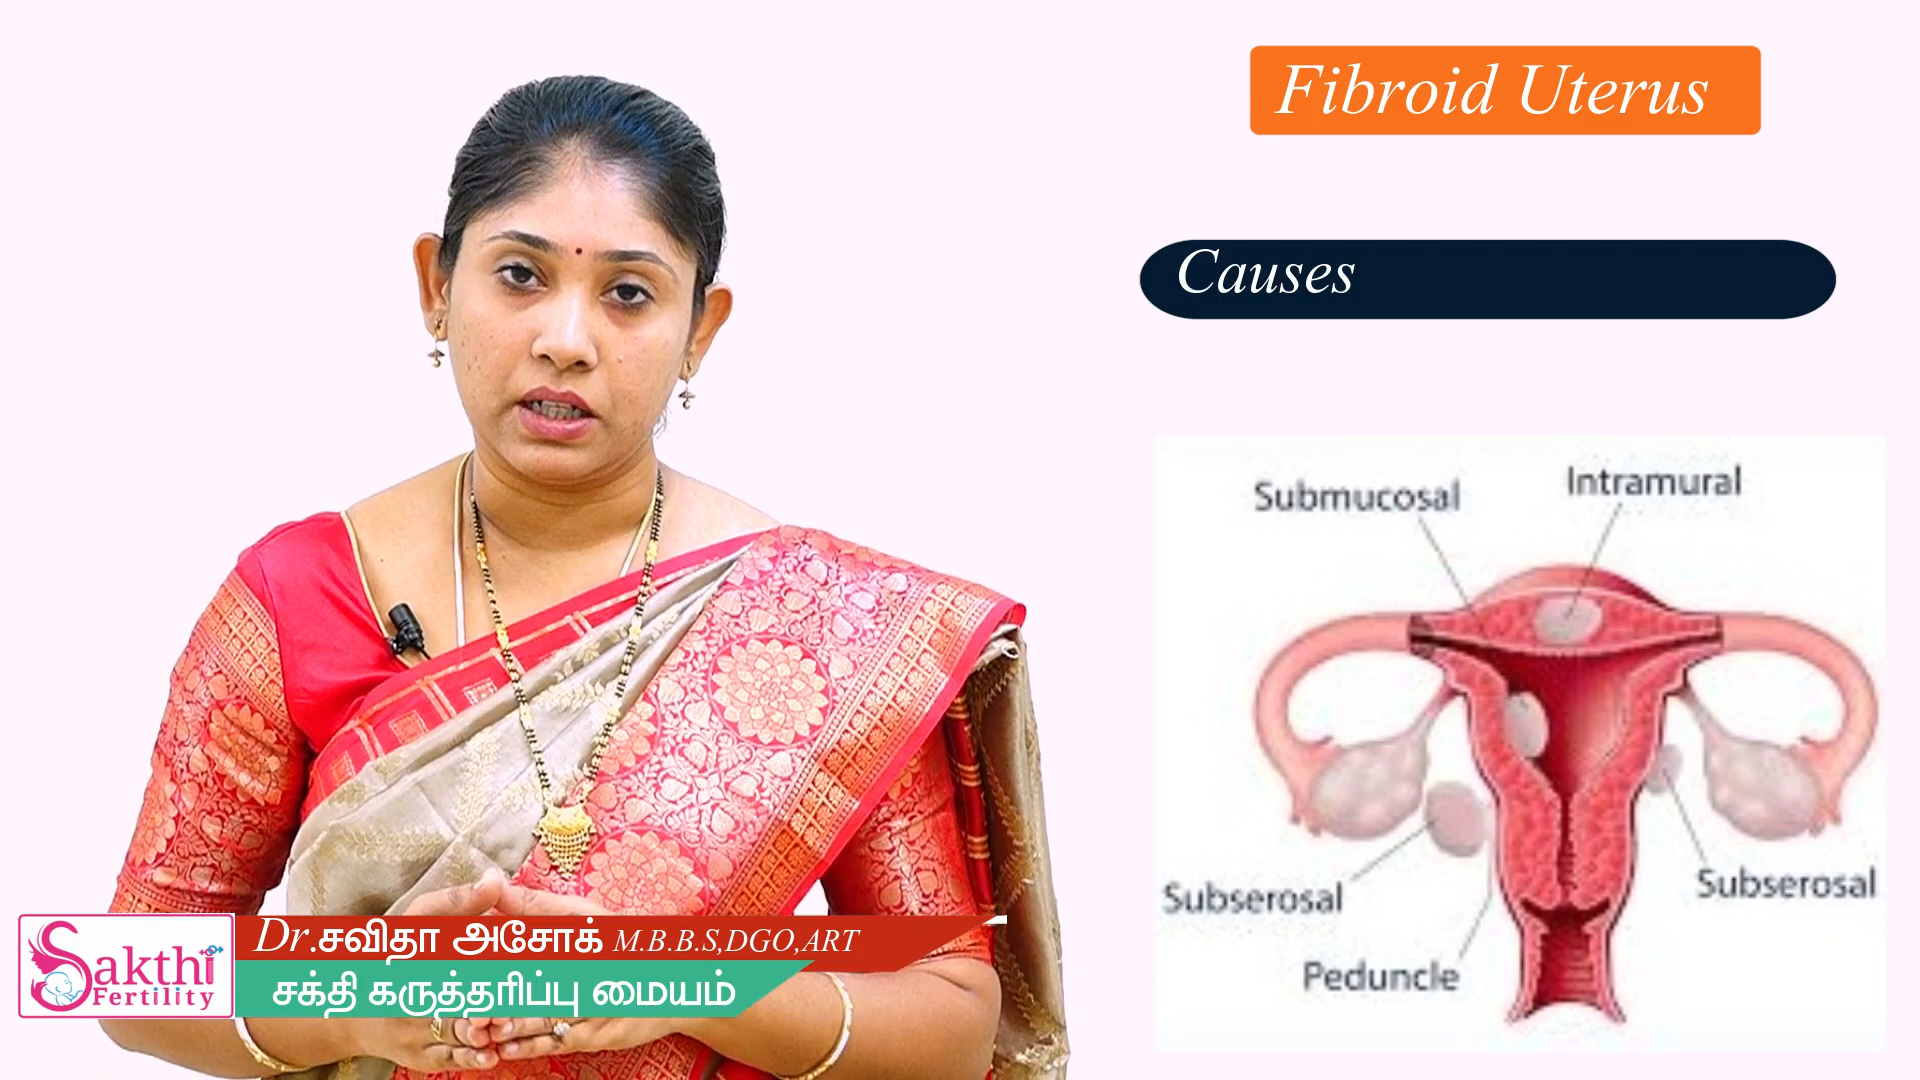 Fibroid Uterus
Causes
Submucosal
Intramural
Subserosal
Subserosal
Peduncle
Sakthi
Fertility
Dr.சவிதா அசோக் M.B.B.S,DGO,ART
சக்தி கருத்தரிப்பு மையம்